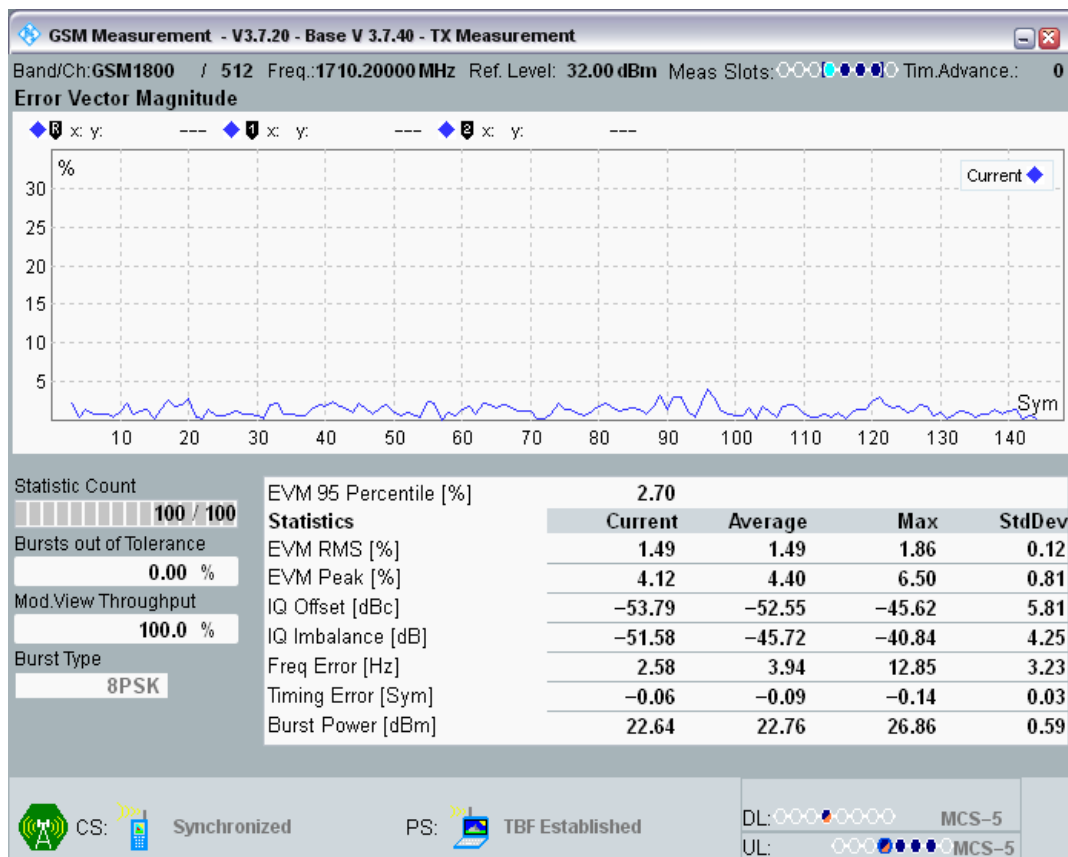 GSM Measurement - V3.7.20 - Base V 3.7.40 - TX Measurement
Band/Ch:GSM1800 / 512 Freq.:1710.20000 MHz Ref. Level: 32.00 dBm Meas Slots: Tim.Advance.: 0
Error Vector Magnitude
R x: y: --- 1 x: y: --- 2 x: y: ---
%
Current
30
25
20
15
10
5
Sym
10 20 30 40 50 60 70 80 90 100 110 120 130 140
Statistic Count
100 / 100
Bursts out of Tolerance
0.00 %
Mod.View Throughput
100.0 %
Burst Type
8PSK
EVM 95 Percentile [%] 2.70
Statistics Current Average Max StdDev
EVM RMS [%] 1.49 1.49 1.86 0.12
EVM Peak [%] 4.12 4.40 6.50 0.81
IQ Offset [dBc] −53.79 −52.55 −45.62 5.81
IQ Imbalance [dB] −51.58 −45.72 −40.84 4.25
Freq Error [Hz] 2.58 3.94 12.85 3.23
Timing Error [Sym] −0.06 −0.09 −0.14 0.03
Burst Power [dBm] 22.64 22.76 26.86 0.59
CS: Synchronized PS: TBF Established
DL: MCS−5
UL: MCS−5